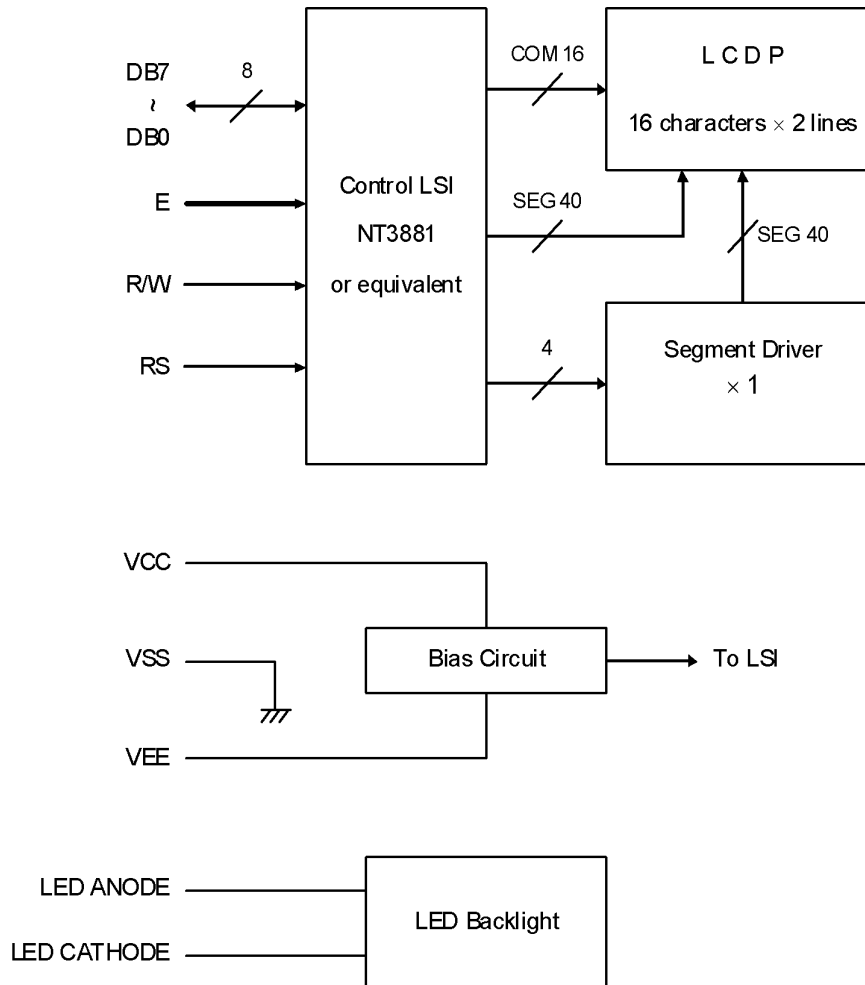 DB7
~
DB0
8
E
R/W
RS
Control LSI
NT3881
or equivalent
COM 16
SEG 40
4
L C D P
16 characters × 2 lines
SEG 40
Segment Driver
× 1
VCC
VSS
VEE
Bias Circuit
To LSI
LED ANODE
LED CATHODE
LED Backlight